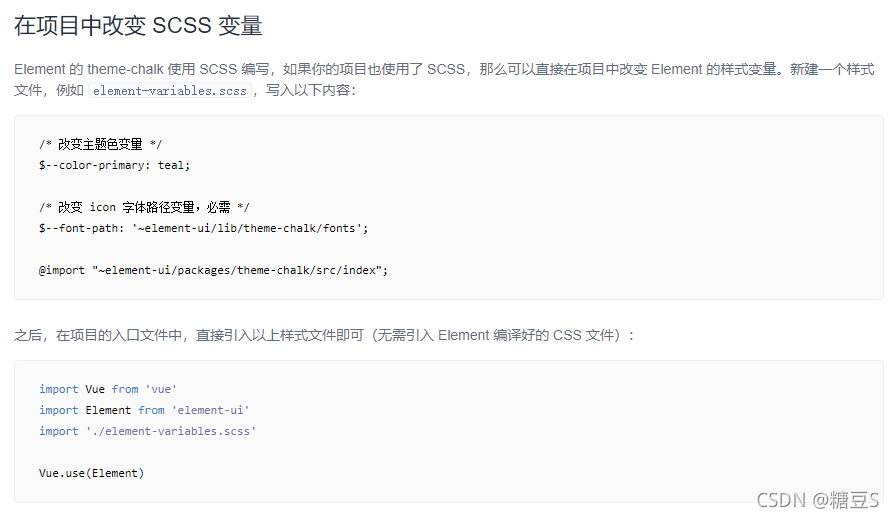 在项目中改变 SCSS 变量
Element 的 theme-chalk 使用 SCSS 编写，如果你的项目也使用了 SCSS，那么可以直接在项目中改变 Element 的样式变量。新建一个样式
文件，例如 element-variables.scss ，写入以下内容：
/* 改变主题色变量 */
$--color-primary: teal;
/* 改变 icon 字体路径变量，必需 */
$--font-path: '~element-ui/lib/theme-chalk/fonts';
@import "~element-ui/packages/theme-chalk/src/index";
之后，在项目的入口文件中，直接引入以上样式文件即可（无需引入 Element 编译好的 CSS 文件）：
import Vue from 'vue'
import Element from 'element-ui'
import './element-variables.scss'
Vue.use(Element)
CSDN @糖豆S